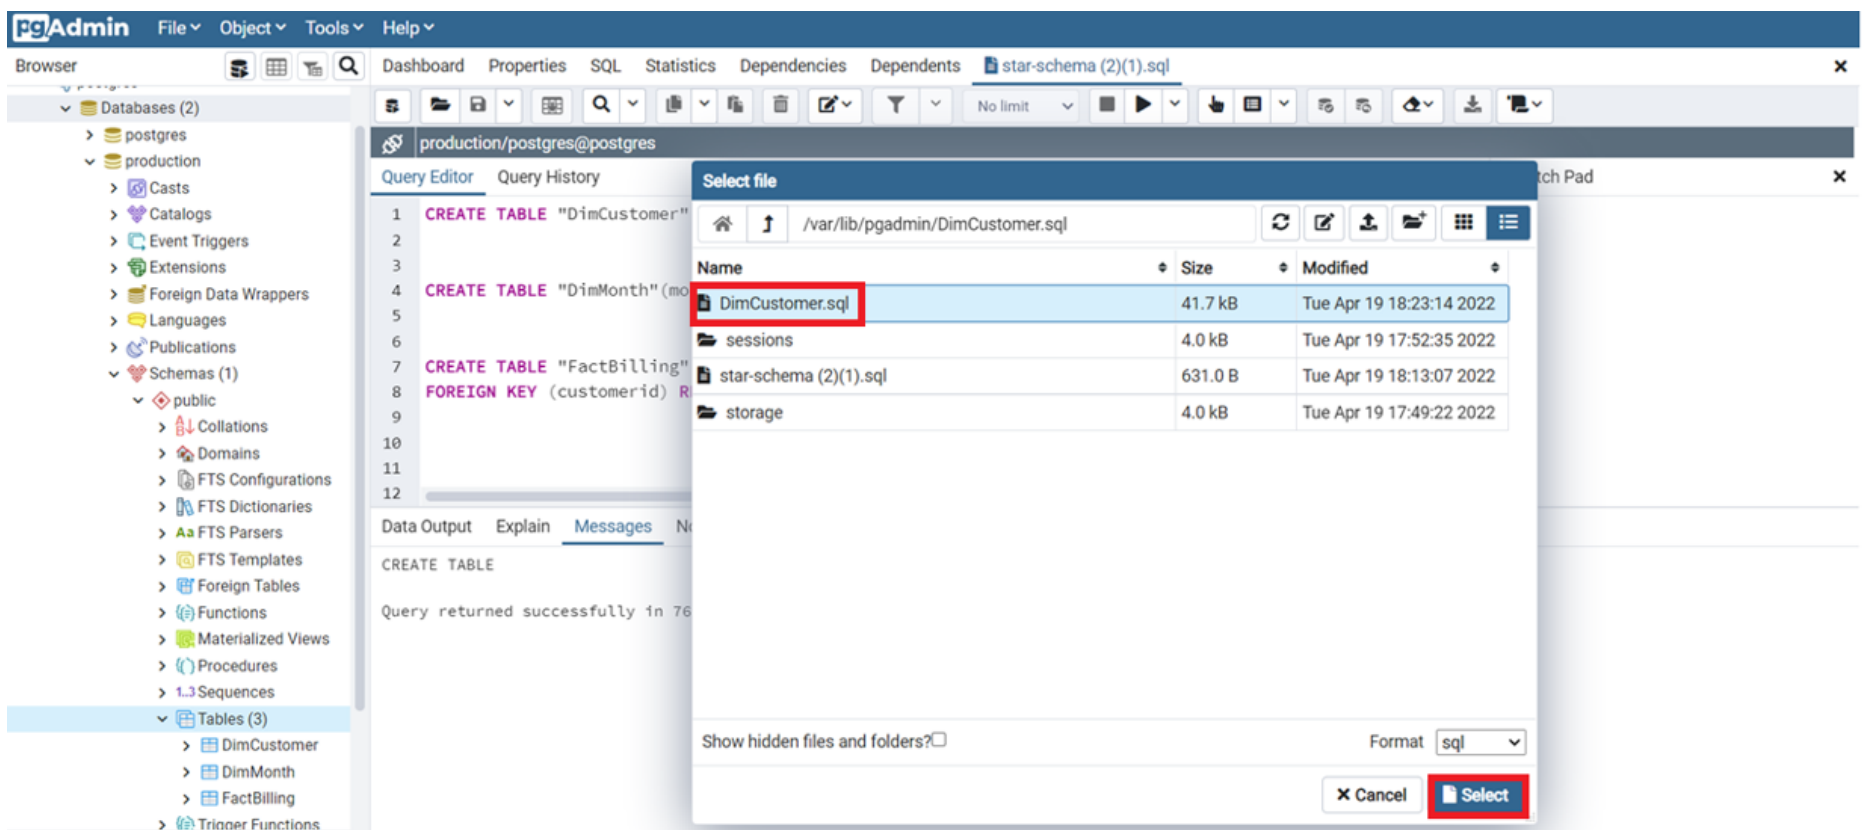 pgAdmin File Object Tools Help
Browser
Dashboard Properties SQL Statistics Dependencies Dependents star-schema (2)(1).sql
Databases (2)
No limit
postgres
production/postgres@postgres
production
Query Editor Query History
Select file
tch Pad
Casts
Catalogs
Event Triggers
Extensions
Foreign Data Wrappers
Languages
Publications
Schemas (1)
public
Collations
Domains
FTS Configurations
FTS Dictionaries
Aa FTS Parsers
FTS Templates
Foreign Tables
Functions
Materialized Views
Procedures
1..3 Sequences
Tables (3)
DimCustomer
DimMonth
FactBilling
Trigger Functions
1 CREATE TABLE "DimCustomer"
2
3
4 CREATE TABLE "DimMonth"(mo
5
6
7 CREATE TABLE "FactBilling"
8 FOREIGN KEY (customerid) R
9
10
11
12
Data Output Explain Messages No
CREATE TABLE
Query returned successfully in 76
/var/lib/pgadmin/DimCustomer.sql
Name Size Modified
DimCustomer.sql 41.7 kB Tue Apr 19 18:23:14 2022
sessions 4.0 kB Tue Apr 19 17:52:35 2022
star-schema (2)(1).sql 631.0 B Tue Apr 19 18:13:07 2022
storage 4.0 kB Tue Apr 19 17:49:22 2022
Show hidden files and folders?
Format sql
Cancel Select